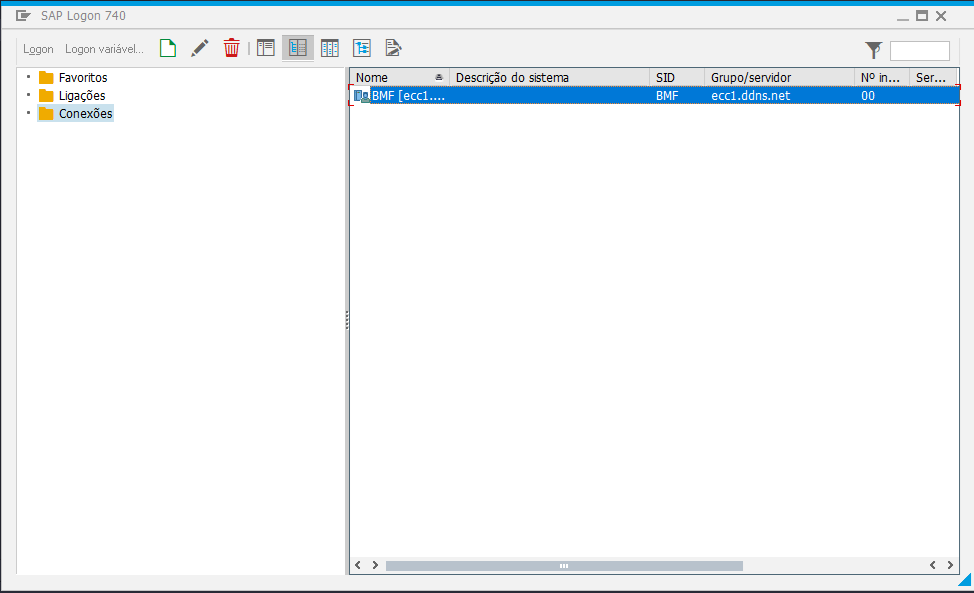 SAP Logon 740
Logon Logon variável...
Favoritos
Ligações
Conexões
Nome Descrição do sistema SID Grupo/servidor Nº in... Ser...
BMF [ecc1.... BMF ecc1.ddns.net 00